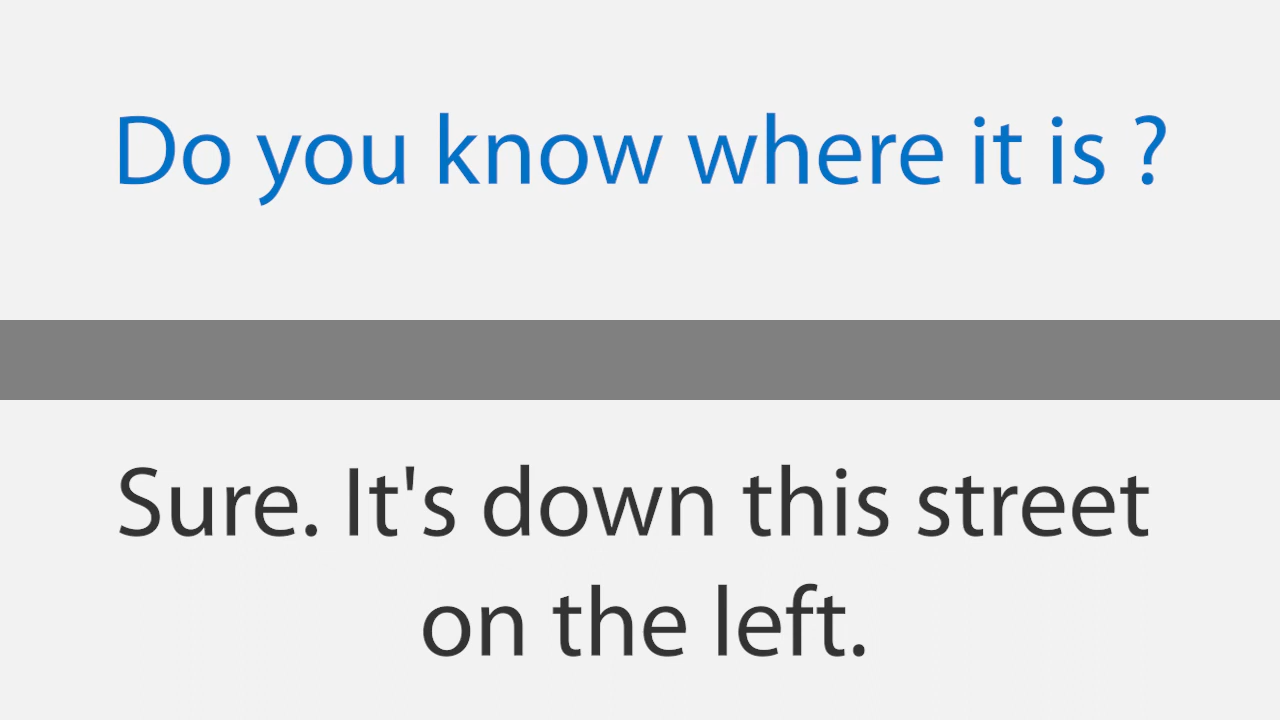 Do you know where it is ?
Sure. It's down this street
on the left.